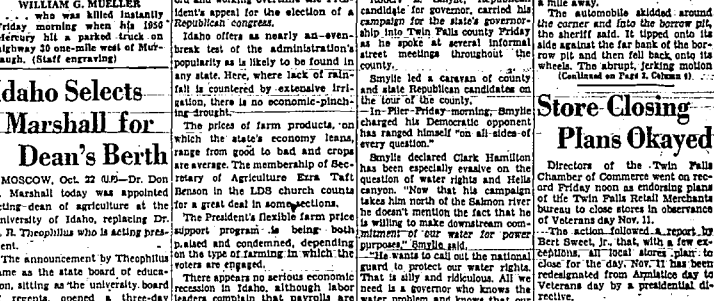 WILLIAM G. MUELLER
... who was killed instantly
Friday morning when his 1950
Mercury hit a parked truck on
highway 30 one-mile west of Mur-
taugh. (Staff engraving)
Idaho Selects
Marshall for
Dean's Berth
MOSCOW, Oct. 22 (U.P.)—Dr. Don
Marshall today was appointed
acting dean of agriculture at the
University of Idaho, replacing Dr.
R. Theophilus who is acting pres-
ident.
The announcement by Theophilus
came as the state board of educa-
tion, sitting as the university board
regents, opened a three-day
ident's appeal for the election of a
Republican congress.
Idaho offers as nearly an even-
break test of the administration's
popularity as is likely to be found in
any state. Here, where lack of rain-
fall is countered by extensive irri-
gation, there is no economic-pinch-
ing drought.
The prices of farm products, on
which the state's economy leans,
range from good to bad and crops
are average. The membership of Sec-
retary of Agriculture Ezra Taft
Benson in the LDS church counts
for a great deal in some sections.
The President's flexible farm price
support program is being both
praised and condemned, depending
on the type of farming in which the
voters are engaged.
There appears no serious economic
recession in Idaho, although labor
leaders complain that payrolls are
candidate for governor, carried his
campaign for the state's governor-
ship into Twin Falls county Friday
as he spoke at several informal
street meetings throughout the
county.
Smylie led a caravan of county
and state Republican candidates on
the tour of the county.
In Filer Friday morning, Smylie
charged his Democratic opponent
has ranged himself "on all sides of
every question."
Smylie declared Clark Hamilton
has been especially evasive on the
question of water rights and Hells
canyon. "Now that his campaign
takes him north of the Salmon river
he doesn't mention the fact that he
is willing to make downstream com-
mitment of our water for power
purposes," Smylie said.
"He wants to call out the national
guard to protect our water rights.
That is silly and ridiculous. All we
need is a governor who knows the
water problem and knows that our
a mile away.
The automobile skidded around
the corner and into the borrow pit,
the sheriff said. It tipped onto its
side against the far bank of the bor-
row pit and then fell back onto its
wheels. The abrupt, jerking motion
(Continued on Page 2, Column 4)
Store Closing
Plans Okayed
Directors of the Twin Falls
Chamber of Commerce went on rec-
ord Friday noon as endorsing plans
of the Twin Falls Retail Merchants
bureau to close stores in observance
of Veterans day Nov. 11.
The action followed a report by
Bert Sweet, jr., that, with a few ex-
ceptions, all local stores plan to
close for the day. Nov. 11 has been
redesignated from Armistice day to
Veterans day by a presidential di-
rective.